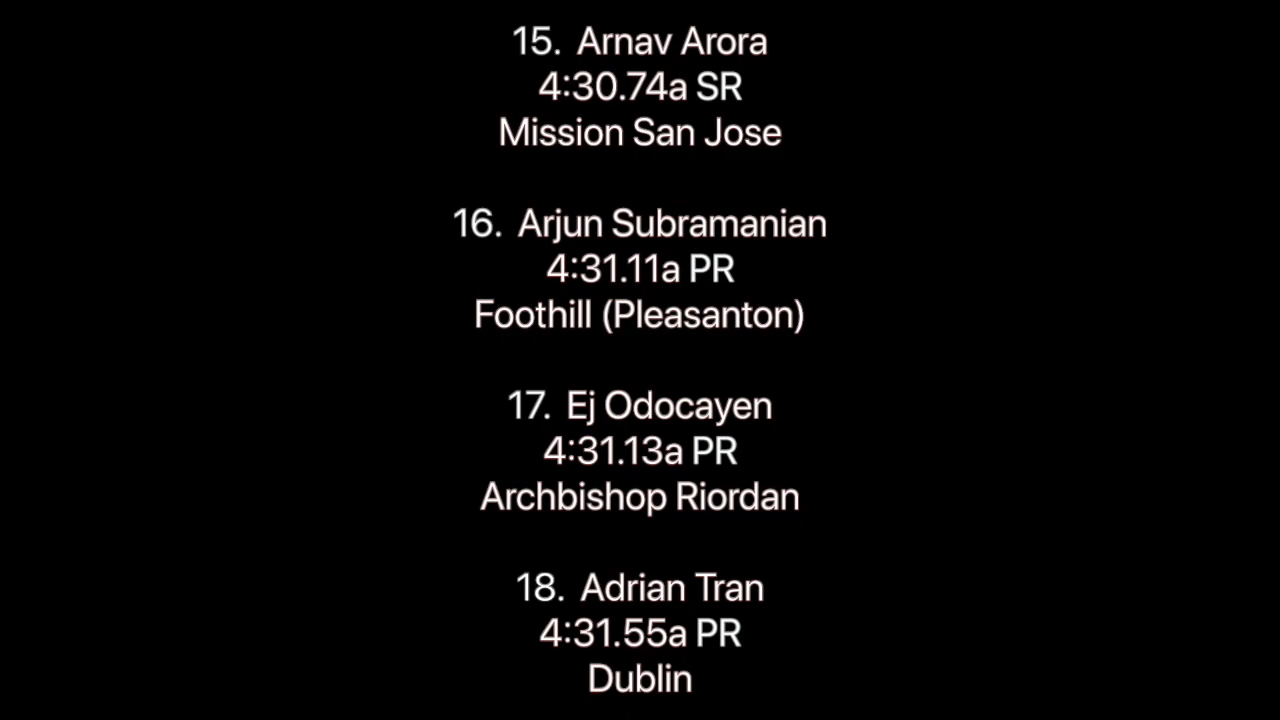 15. Arnav Arora
4:30.74a SR
Mission San Jose
16. Arjun Subramanian
4:31.11a PR
Foothill (Pleasanton)
17. Ej Odocayen
4:31.13a PR
Archbishop Riordan
18. Adrian Tran
4:31.55a PR
Dublin